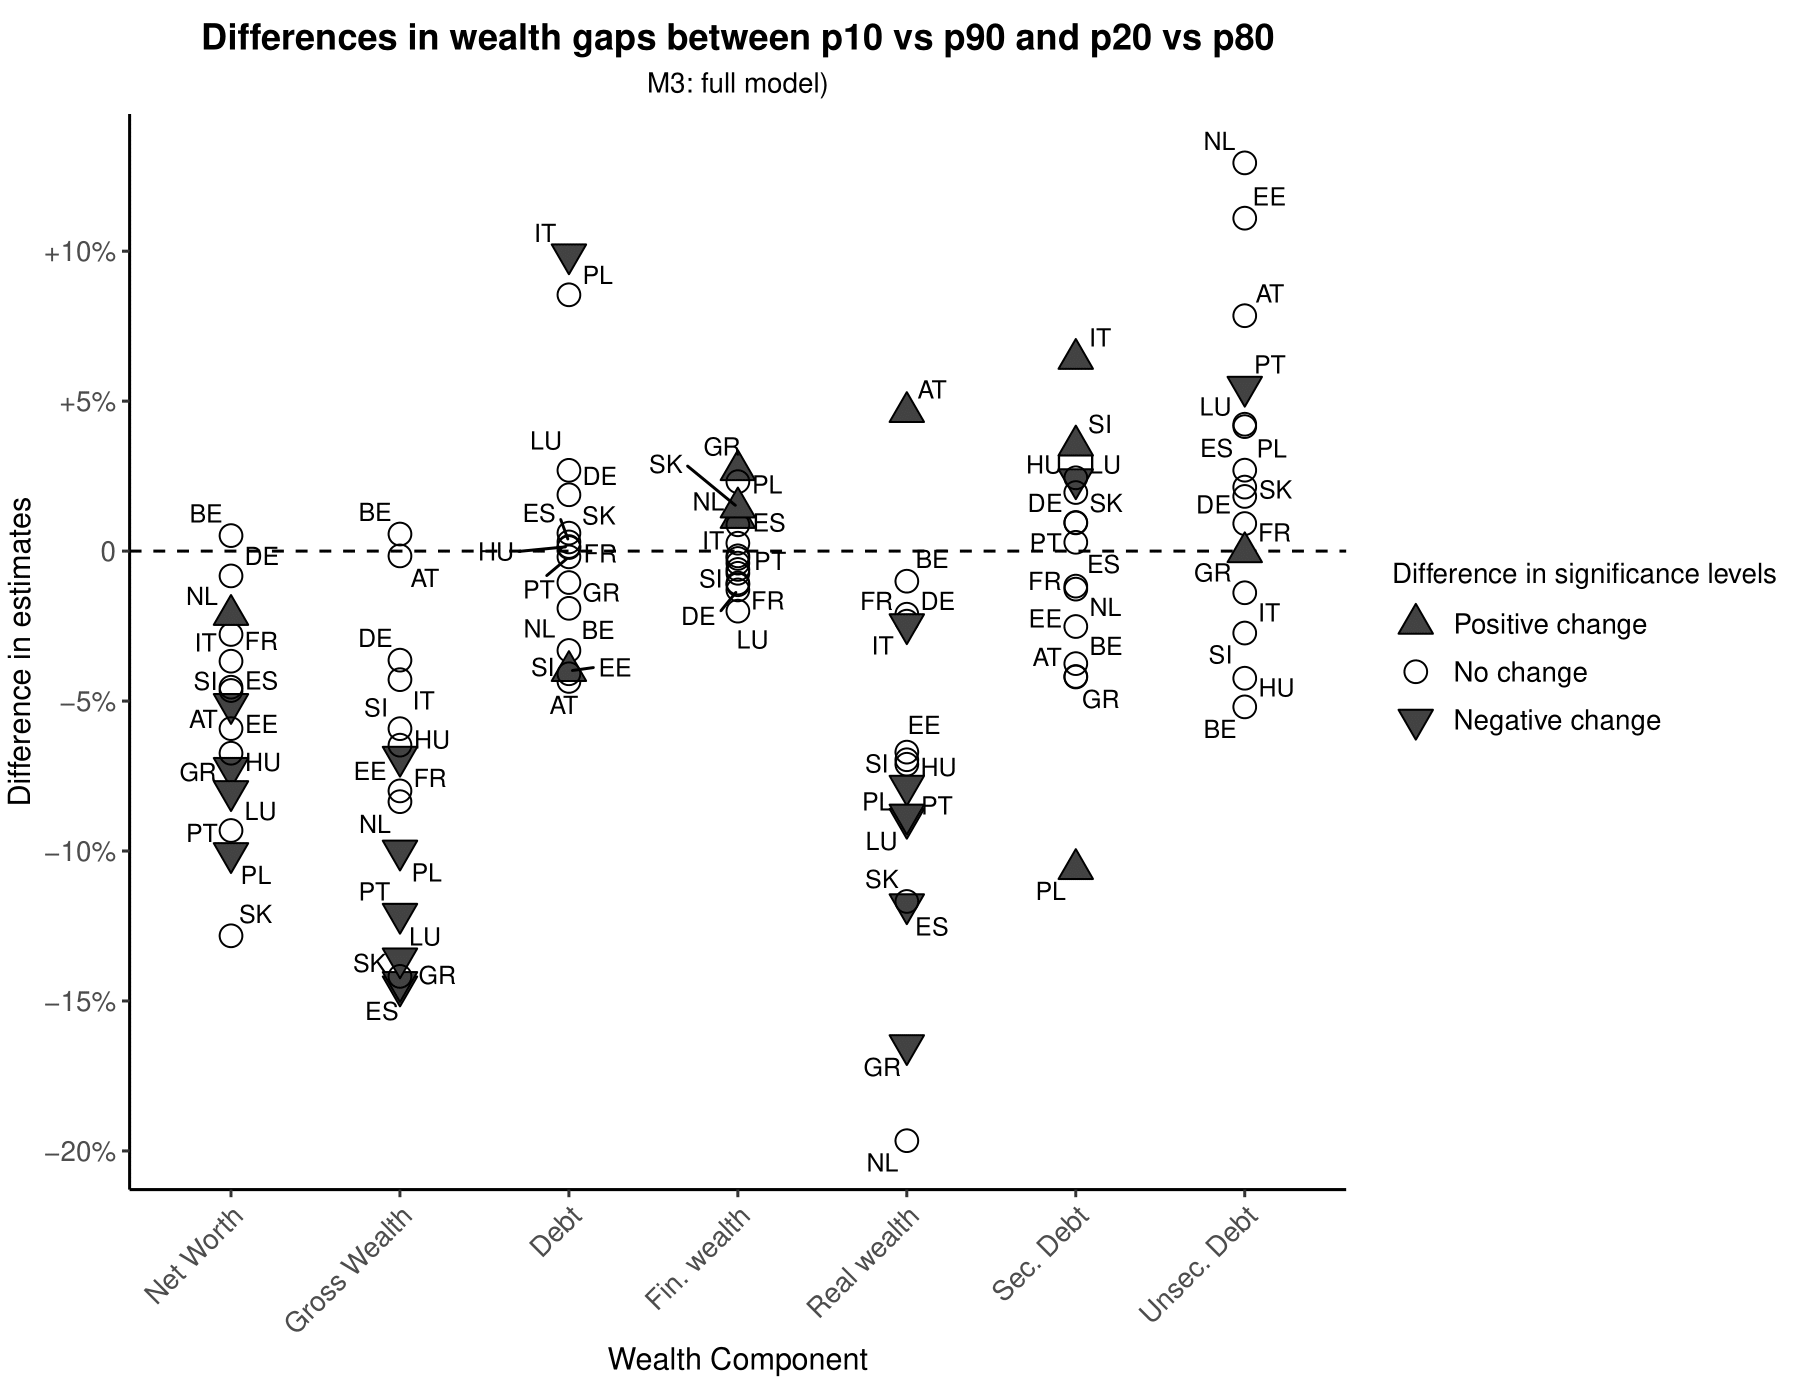 Differences in wealth gaps between p10 vs p90 and p20 vs p80
M3: full model)
Difference in estimates
+10%
+5%
0
−5%
−10%
−15%
−20%
BE
DE
NL
IT
FR
SI
ES
AT
EE
GR
HU
LU
PT
PL
SK
BE
AT
DE
IT
SI
HU
EE
FR
NL
PL
PT
LU
SK
GR
ES
IT
PL
LU
DE
ES
SK
HU
FR
PT
GR
NL
BE
SI
EE
AT
GR
SK
PL
NL
ES
IT
PT
SI
FR
DE
LU
AT
BE
FR
DE
IT
EE
SI
HU
PL
PT
LU
SK
ES
GR
NL
IT
SI
HU
LU
DE
SK
PT
ES
FR
NL
EE
BE
AT
GR
PL
NL
EE
AT
PT
LU
ES
PL
SK
DE
FR
GR
IT
SI
HU
BE
Net Worth
Gross Wealth
Debt
Fin. wealth
Real wealth
Sec. Debt
Unsec. Debt
Wealth Component
Difference in significance levels
Positive change
No change
Negative change